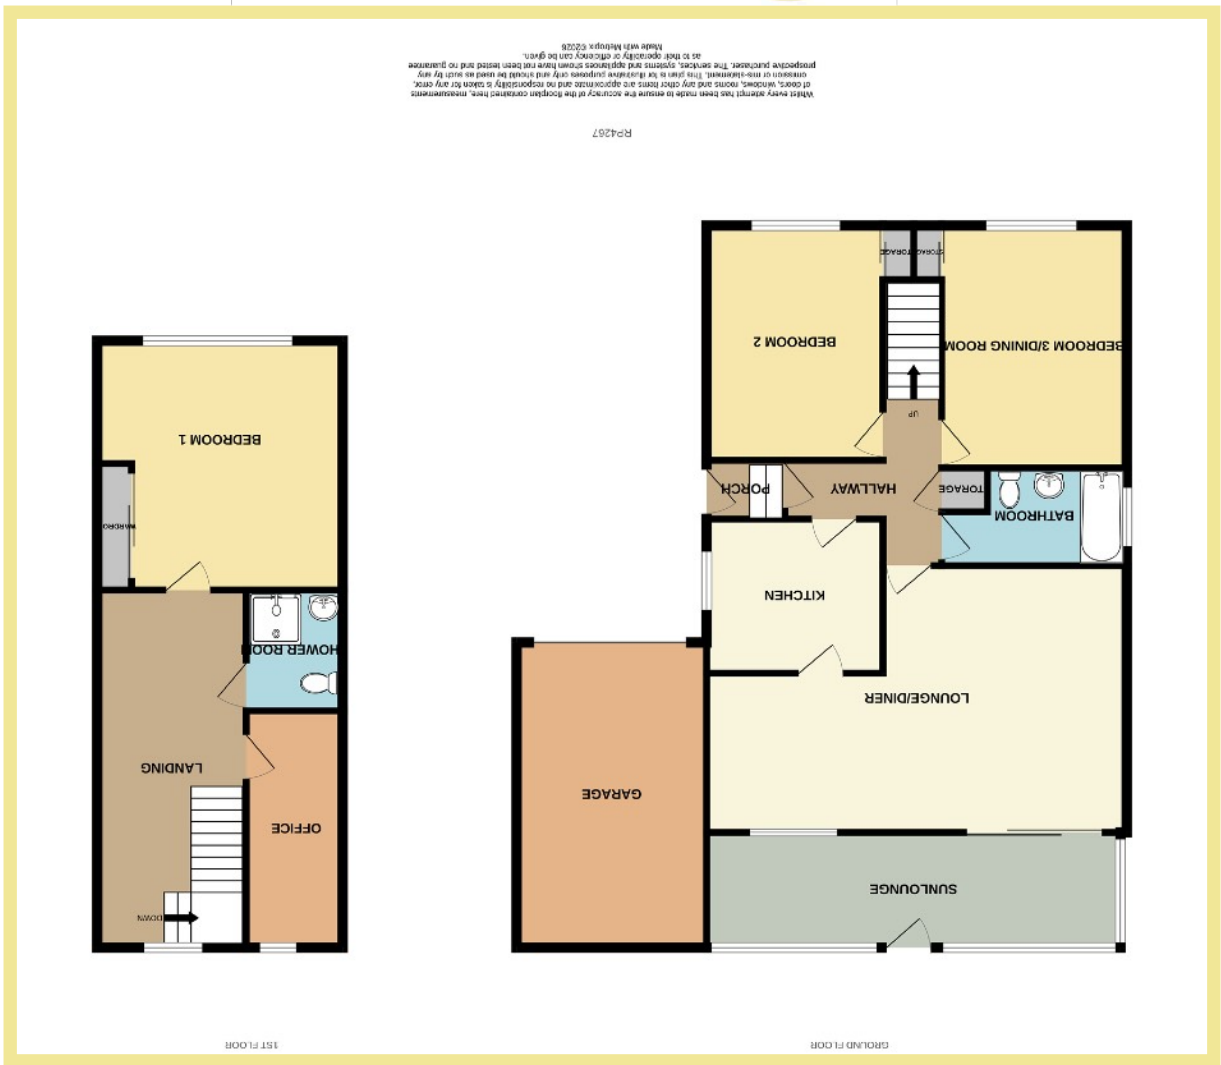 GROUND FLOOR
1ST FLOOR
SUNLOUNGE
GARAGE
LOUNGE/DINER
KITCHEN
BATHROOM
TORAGE
HALLWAY
PORCH
UP
BEDROOM 3/DINING ROOM
BEDROOM 2
STORAG
TORAGE
DOWN
OFFICE
LANDING
HOWER ROOM
WARDRO
BEDROOM 1
RP4267
Whilst every attempt has been made to ensure the accuracy of the floorplan contained here, measurements
of doors, windows, rooms and any other items are approximate and no responsibility is taken for any error,
omission or mis-statement. This plan is for illustrative purposes only and should be used as such by any
prospective purchaser. The services, systems and appliances shown have not been tested and no guarantee
as to their operability or efficiency can be given.
Made with Metropix ©2026